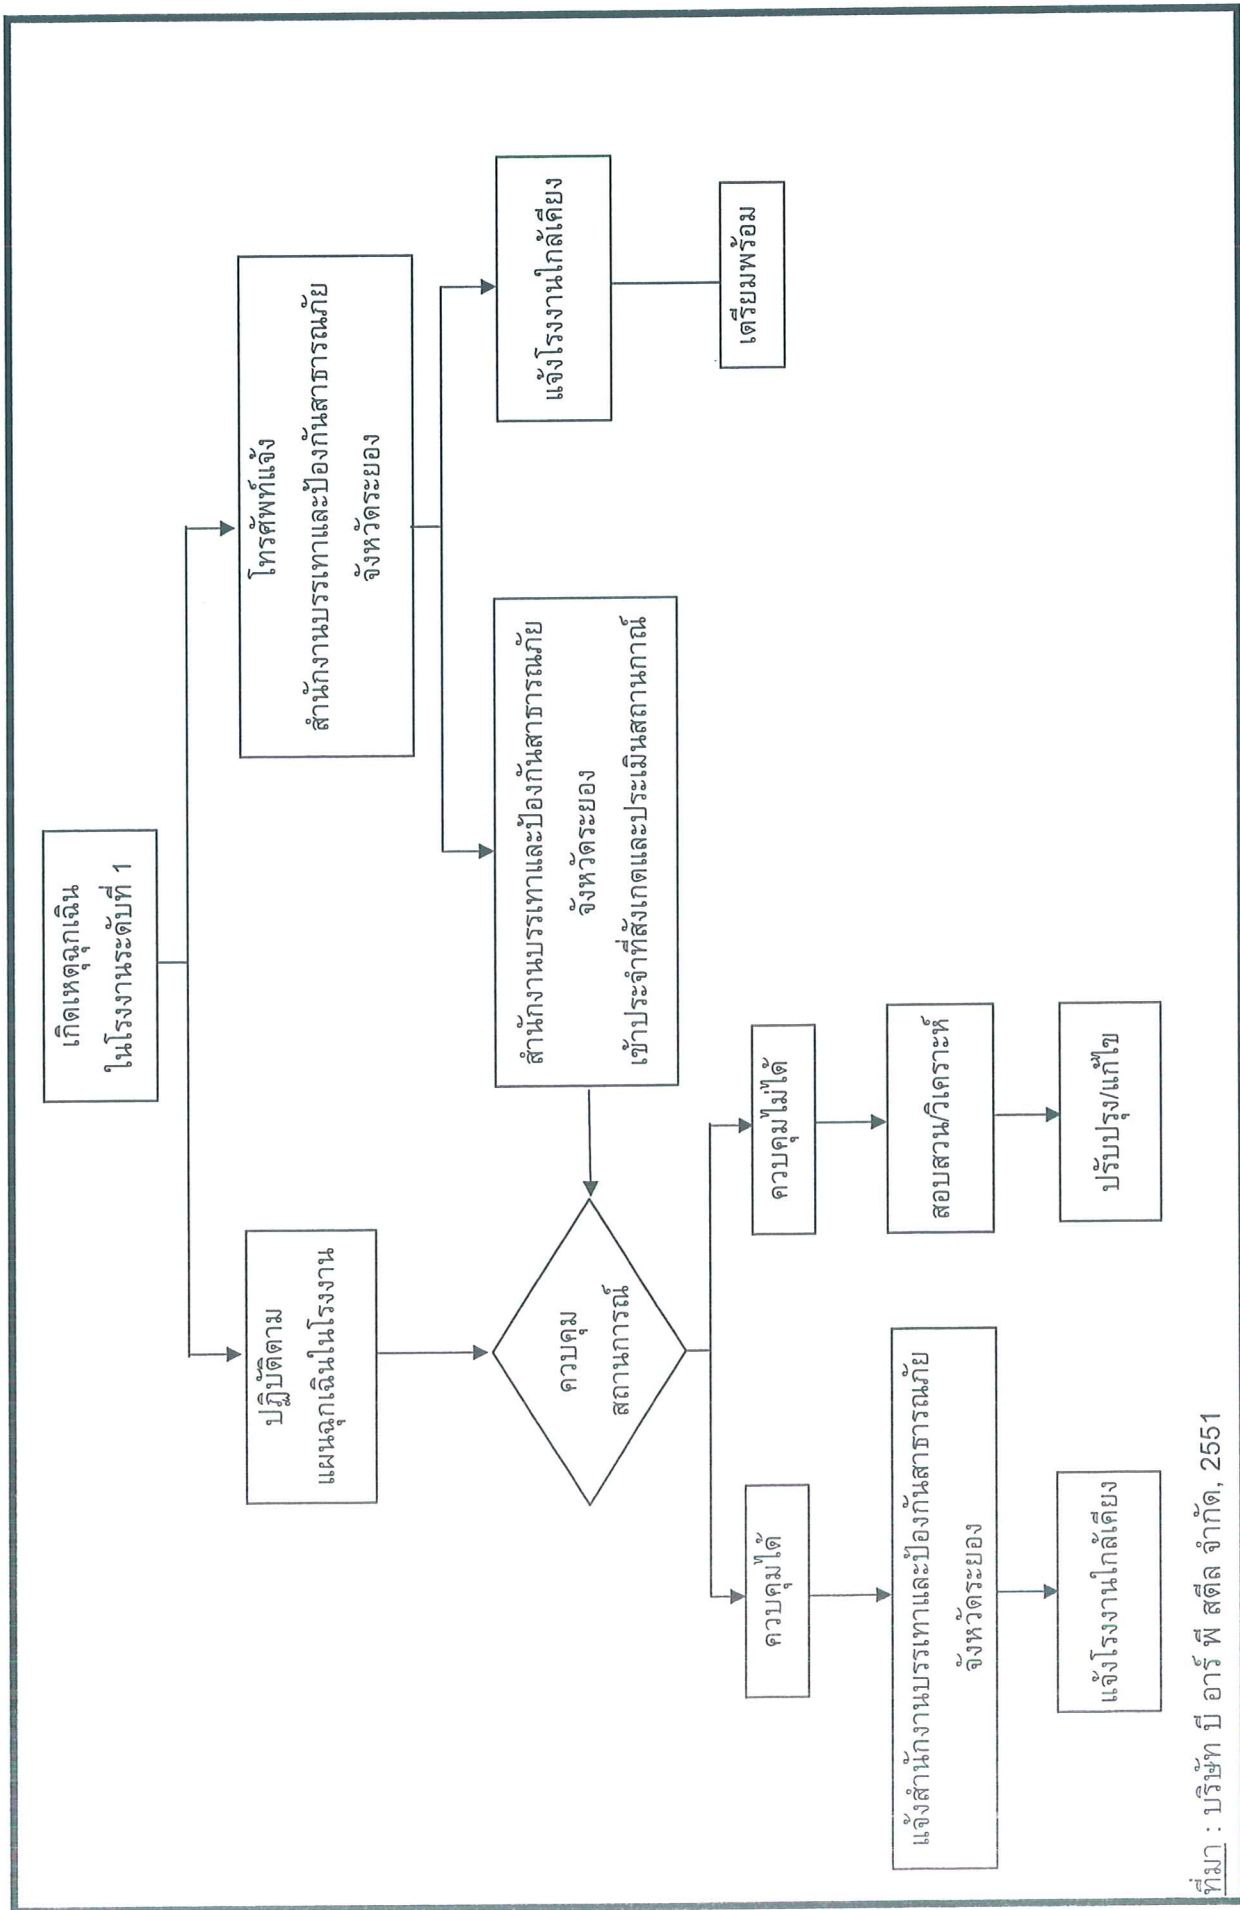 เกิดเหตุฉุกเฉิน
ในโรงงานระดับที่ 1
ปฏิบัติตาม
แผนฉุกเฉินในโรงงาน
โทรศัพท์แจ้ง
สำนักงานบรรเทาและป้องกันสาธารณภัย
จังหวัดระยอง
ควบคุม
สถานการณ์
สำนักงานบรรเทาและป้องกันสาธารณภัย
จังหวัดระยอง
เข้าประจำที่สังเกตและประเมินสถานการณ์
แจ้งโรงงานใกล้เคียง
เตรียมพร้อม
ควบคุมได้
ควบคุมไม่ได้
แจ้งสำนักงานบรรเทาและป้องกันสาธารณภัย
จังหวัดระยอง
สอบสวน/วิเคราะห์
แจ้งโรงงานใกล้เคียง
ปรับปรุง/แก้ไข
ที่มา : บริษัท บี อาร์ พี สตีล จำกัด, 2551